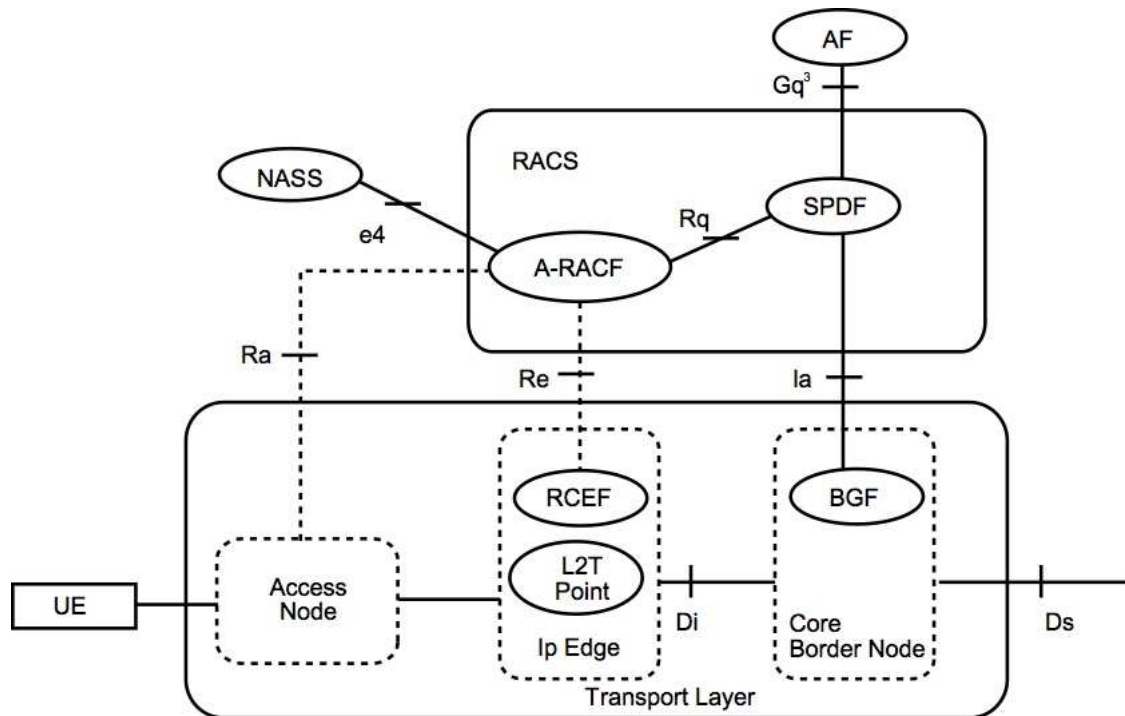 AF
Gq³
RACS
NASS
SPDF
Rq
e4
A-RACF
Ra
Re
Ia
RCEF
BGF
L2T
Point
Access
Node
UE
Di
Core
Border Node
Ds
Ip Edge
Transport Layer